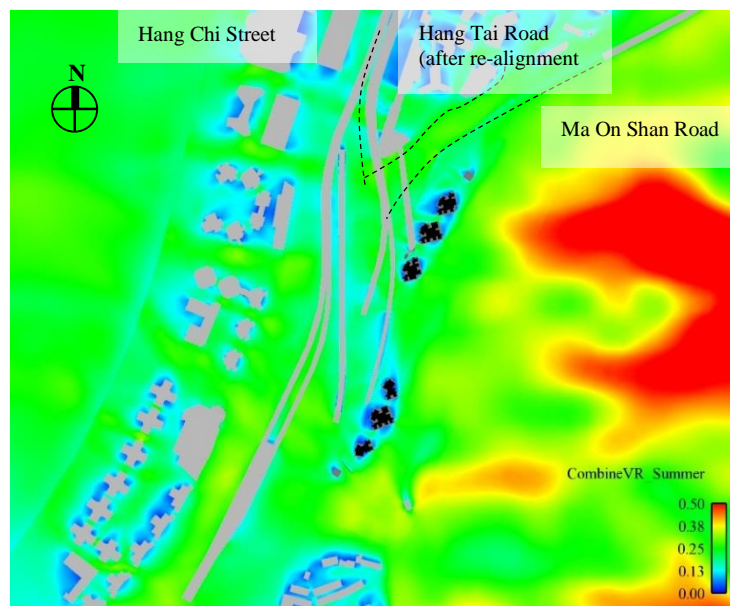 Hang Chi Street
Hang Tai Road
(after re-alignment
N
Ma On Shan Road
CombineVR_Summer
0.50
0.38
0.25
0.13
0.00